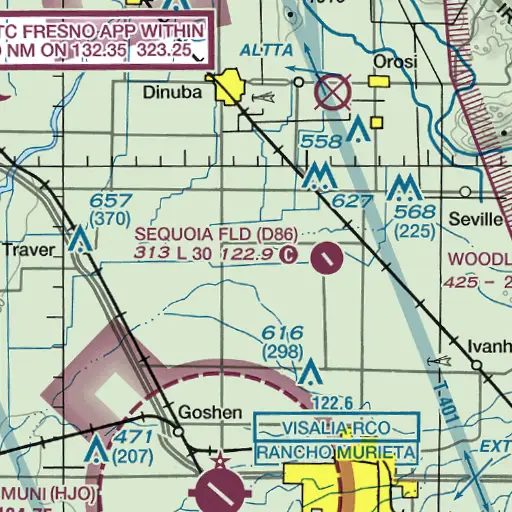 1018
TC FRESNO APP WITHIN
NM ON 132.35 323.25
ALTTA
Orosi
Dinuba
558
657
(370)
627
568
(225)
Seville
SEQUOIA FLD (D86)
313 L 30 122.9 C
Traver
WOODL
425 - 2
616
(298)
Ivanh
T-401
122.6
Goshen
VISALIA RCO
RANCHO MURIETA
471
(207)
EXT
MUNI (HJO)